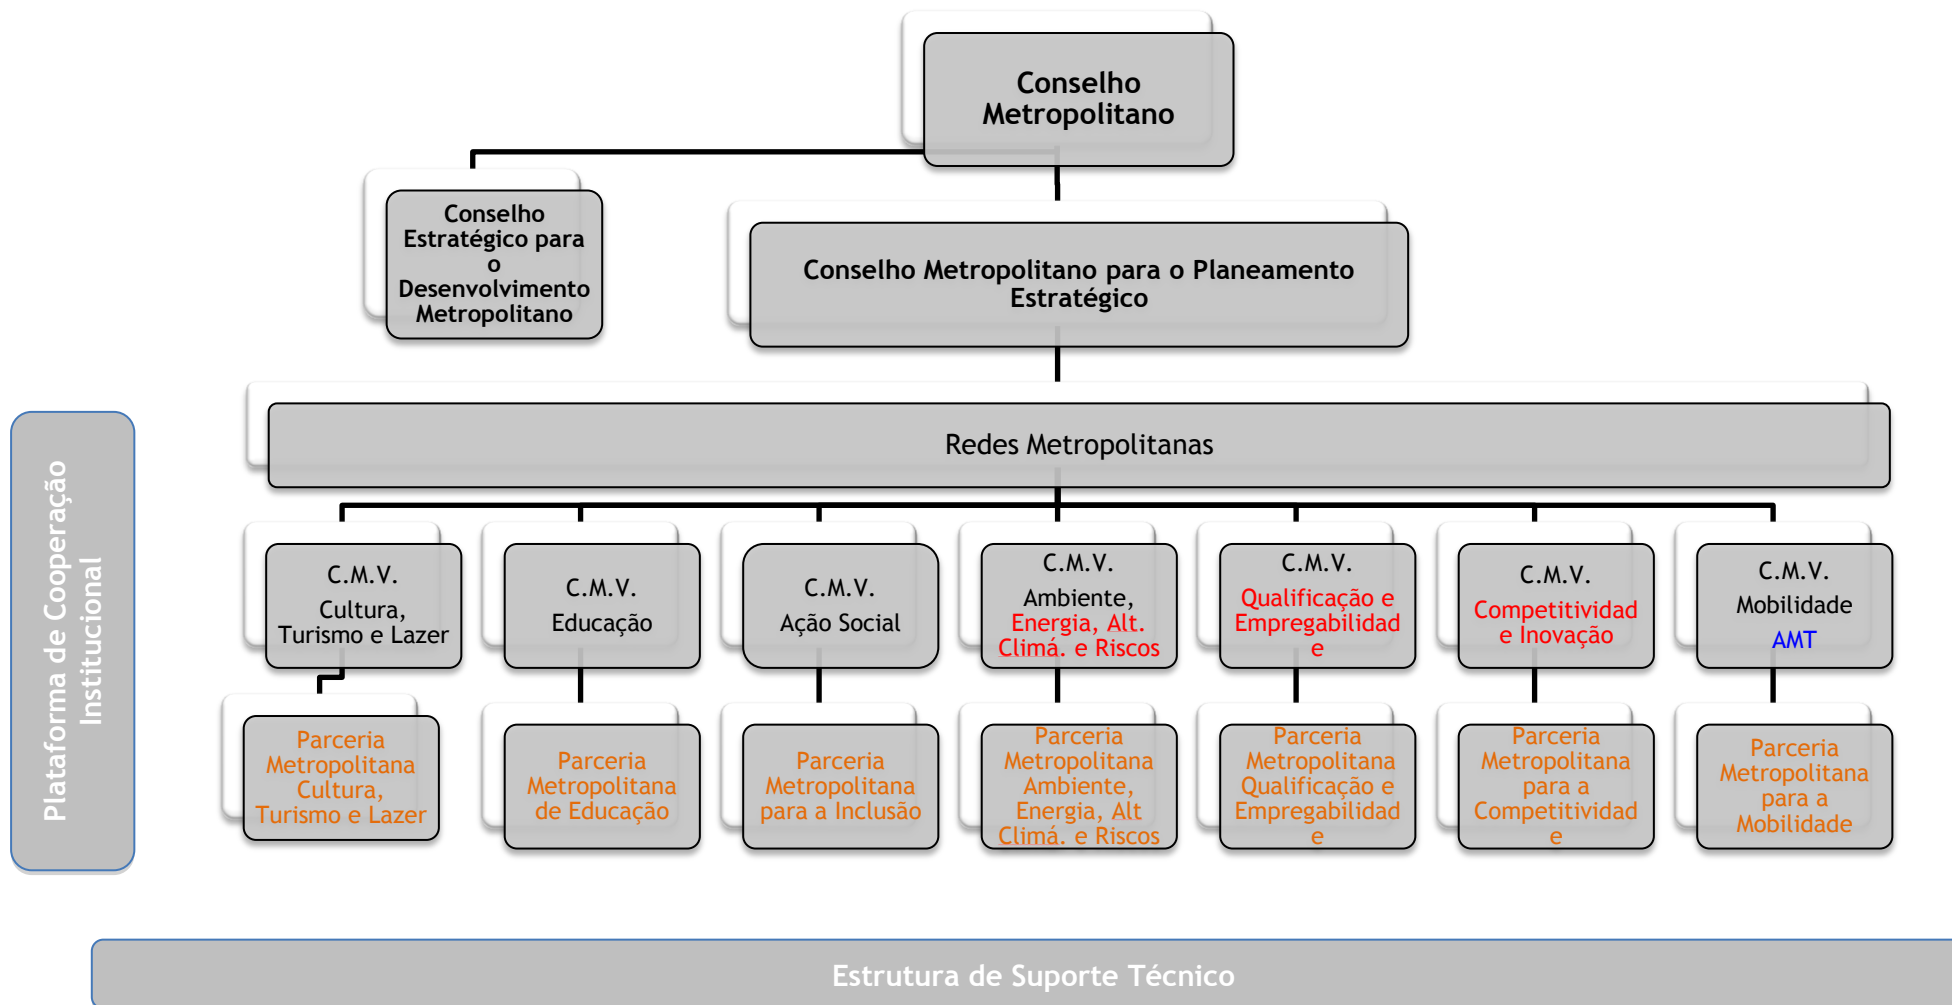 Conselho
Metropolitano
Conselho
Estratégico para
o
Desenvolvimento
Metropolitano
Conselho Metropolitano para o Planeamento
Estratégico
Redes Metropolitanas
Plataforma de Cooperação
Institucional
C.M.V.
Cultura,
Turismo e Lazer
C.M.V.
Educação
C.M.V.
Ação Social
C.M.V.
Ambiente,
Energia, Alt.
Climá. e Riscos
C.M.V.
Qualificação e
Empregabilidad
e
C.M.V.
Competitividad
e Inovação
C.M.V.
Mobilidade
AMT
Parceria
Metropolitana
Cultura,
Turismo e Lazer
Parceria
Metropolitana
de Educação
Parceria
Metropolitana
para a Inclusão
Parceria
Metropolitana
Ambiente,
Energia, Alt
Climá. e Riscos
Parceria
Metropolitana
Qualificação e
Empregabilidad
e
Parceria
Metropolitana
para a
Competitividad
e
Parceria
Metropolitana
para a
Mobilidade
Estrutura de Suporte Técnico